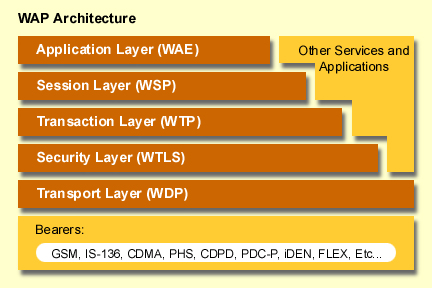 WAP Architecture
Application Layer (WAE)
Other Services and
Applications
Session Layer (WSP)
Transaction Layer (WTP)
Security Layer (WTLS)
Transport Layer (WDP)
Bearers:
GSM, IS-136, CDMA, PHS, CDPD, PDC-P, iDEN, FLEX, Etc...